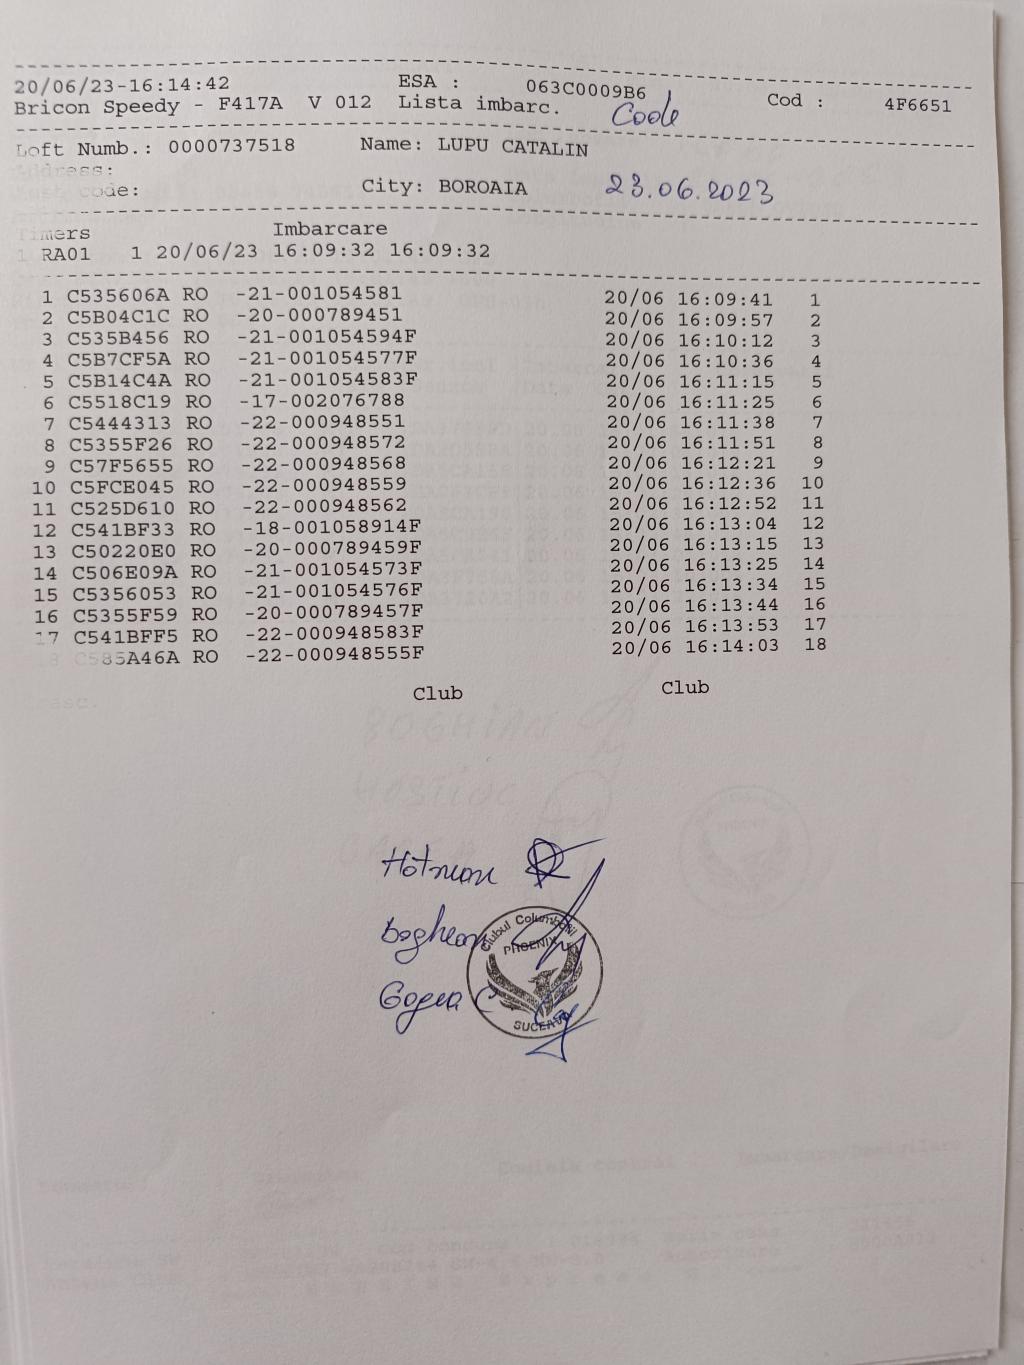 20/06/23-16:14:42 ESA : 063C0009B6 Cod : 4F6651
Bricon Speedy - F417A V 012 Lista imbarc.
Loft Numb.: 0000737518 Name: LUPU CATALIN
Address:
code: City: BOROAIA 23.06.2023
Timers Imbarcare
1 RA01 1 20/06/23 16:09:32 16:09:32
1 C535606A RO -21-001054581 20/06 16:09:41 1
2 C5B04C1C RO -20-000789451 20/06 16:09:57 2
3 C535B456 RO -21-001054594F 20/06 16:10:12 3
4 C5B7CF5A RO -21-001054577F 20/06 16:10:36 4
5 C5B14C4A RO -21-001054583F 20/06 16:11:15 5
6 C5518C19 RO -17-002076788 20/06 16:11:25 6
7 C5444313 RO -22-000948551 20/06 16:11:38 7
8 C5355F26 RO -22-000948572 20/06 16:11:51 8
9 C57F5655 RO -22-000948568 20/06 16:12:21 9
10 C5FCE045 RO -22-000948559 20/06 16:12:36 10
11 C525D610 RO -22-000948562 20/06 16:12:52 11
12 C541BF33 RO -18-001058914F 20/06 16:13:04 12
13 C50220E0 RO -20-000789459F 20/06 16:13:15 13
14 C506E09A RO -21-001054573F 20/06 16:13:25 14
15 C5356053 RO -21-001054576F 20/06 16:13:34 15
16 C5355F59 RO -20-000789457F 20/06 16:13:44 16
17 C541BFF5 RO -22-000948583F 20/06 16:13:53 17
18 C585A46A RO -22-000948555F 20/06 16:14:03 18
Club Club
Clubul Columbofil
PHOENIX
SUCEAVA